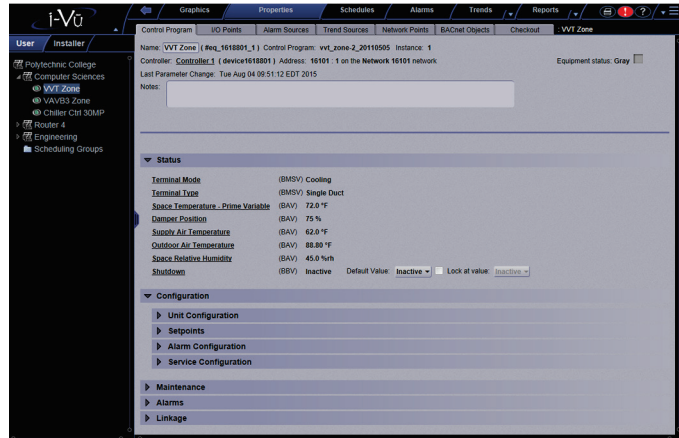 i-Vu
Graphics Properties Schedules Alarms Trends Reports ?
User Installer
Control Program I/O Points Alarm Sources Trend Sources Network Points BACnet Objects Checkout : VVT Zone
Polytechnic College
Computer Sciences
VVT Zone
VAVB3 Zone
Chiller Ctrl 30MP
Router 4
Engineering
Scheduling Groups
Name: VVT Zone ( #eq_1618801_1 ) Control Program: vvt_zone-2_20110505 Instance: 1
Controller: Controller 1 ( device1618801 ) Address: 16101 : 1 on the Network 16101 network Equipment status: Gray
Last Parameter Change: Tue Aug 04 09:51:12 EDT 2015
Notes:
Status
Terminal Mode (BMSV) Cooling
Terminal Type (BMSV) Single Duct
Space Temperature - Prime Variable (BAV) 72.0 °F
Damper Position (BAV) 75 %
Supply Air Temperature (BAV) 62.0 °F
Outdoor Air Temperature (BAV) 88.80 °F
Space Relative Humidity (BAV) 45.0 %rh
Shutdown (BBV) Inactive Default Value: Inactive Lock at value: Inactive
Configuration
Unit Configuration
Setpoints
Alarm Configuration
Service Configuration
Maintenance
Alarms
Linkage